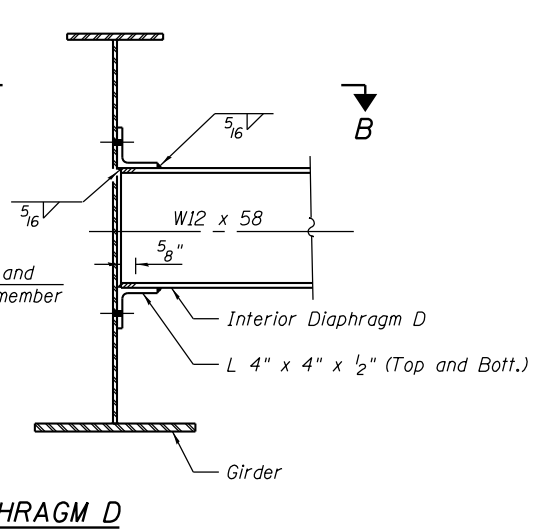 5/16
B
5/16
W12 x 58
5/8"
and
member
Interior Diaphragm D
L 4" x 4" x 1/2" (Top and Bott.)
Girder
HRAGM D